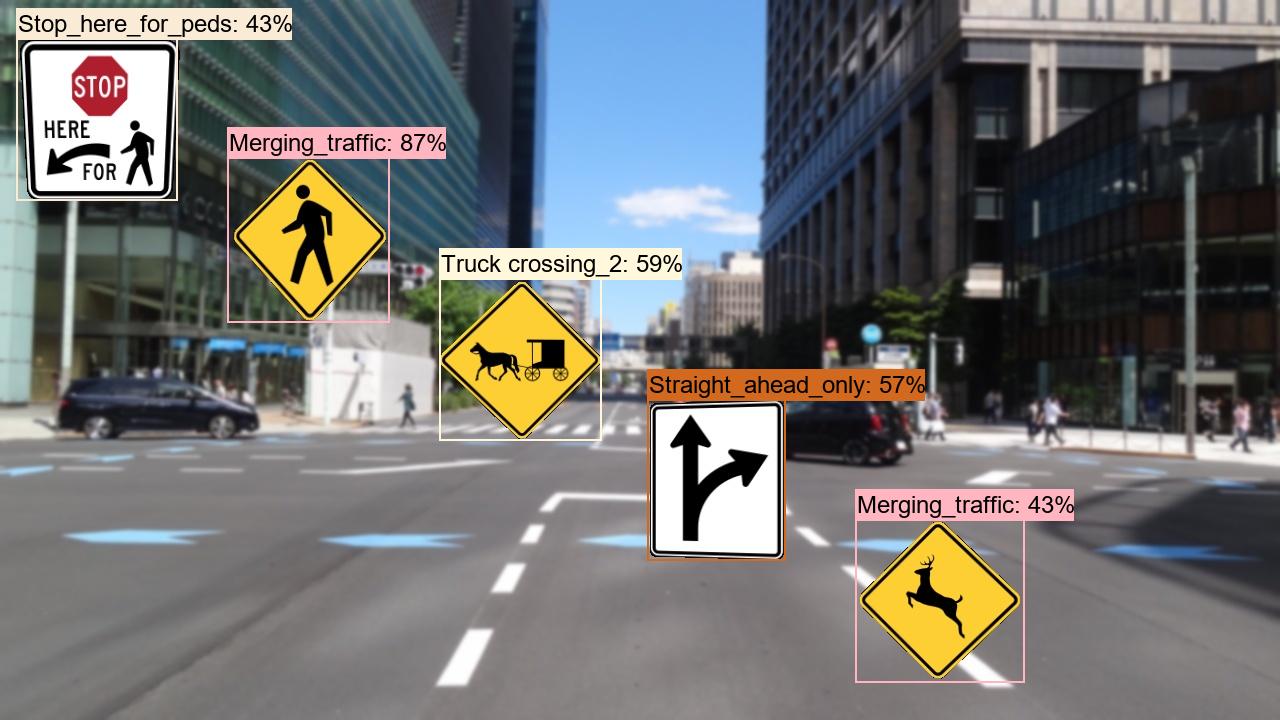 Stop_here_for_peds: 43%
STOP
HERE
FOR
Merging_traffic: 87%
Truck crossing_2: 59%
Straight_ahead_only: 57%
Merging_traffic: 43%